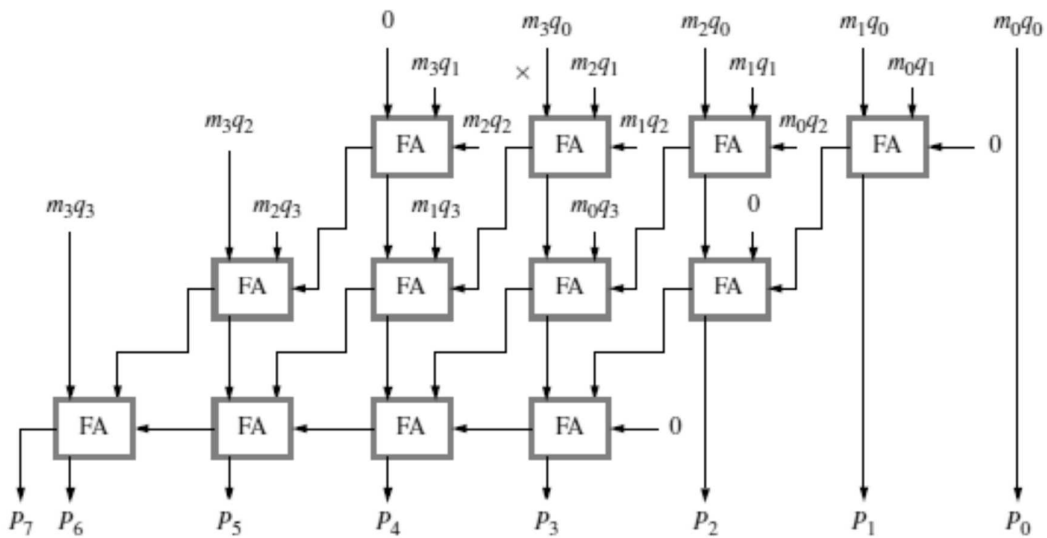 0 m₃q₀ m₂q₀ m₁q₀ m₀q₀
m₃q₁ × m₂q₁ m₁q₁ m₀q₁
m₃q₂ FA m₂q₂ FA m₁q₂ FA m₀q₂ FA 0
m₃q₃ m₂q₃ m₁q₃ m₀q₃ 0
FA FA FA FA
FA FA FA FA 0
P₇ P₆ P₅ P₄ P₃ P₂ P₁ P₀